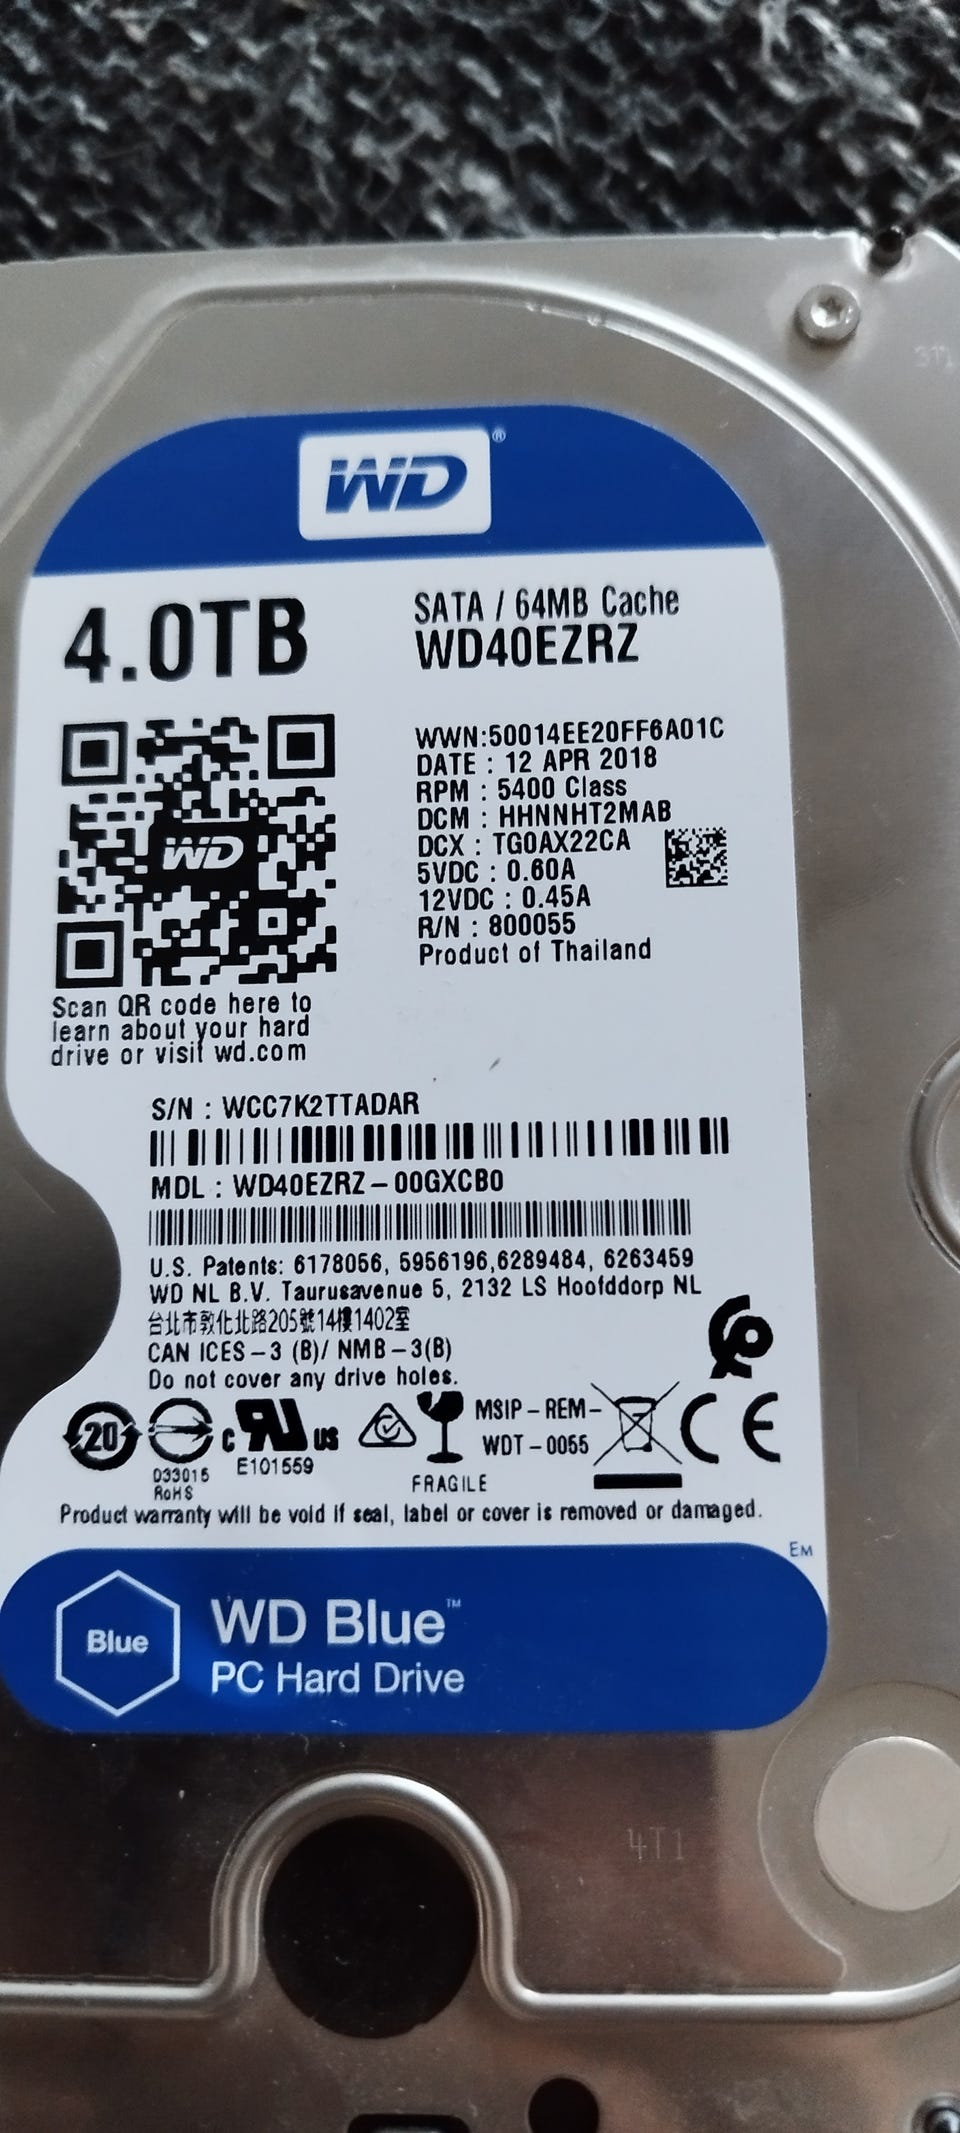 WD®
4.0TB
SATA / 64MB Cache
WD40EZRZ
WD
Scan QR code here to
learn about your hard
drive or visit wd.com
WWN:50014EE20FF6A01C
DATE : 12 APR 2018
RPM : 5400 Class
DCM : HHNNHT2MAB
DCX : TG0AX22CA
5VDC : 0.60A
12VDC : 0.45A
R/N : 800055
Product of Thailand
S/N : WCC7K2TTADAR
MDL : WD40EZRZ – 00GXCB0
U.S. Patents: 6178056, 5956196,6289484, 6263459
WD NL B.V. Taurusavenue 5, 2132 LS Hoofddorp NL
台北市敦化北路205號14樓1402室
CAN ICES – 3 (B)/ NMB – 3(B)
Do not cover any drive holes.
20
D33015
RoHS
c RU US
E101559
FRAGILE
MSIP – REM –
WDT – 0055
CE
Product warranty will be void if seal, label or cover is removed or damaged.
EM
Blue
WD Blue™
PC Hard Drive
4T1